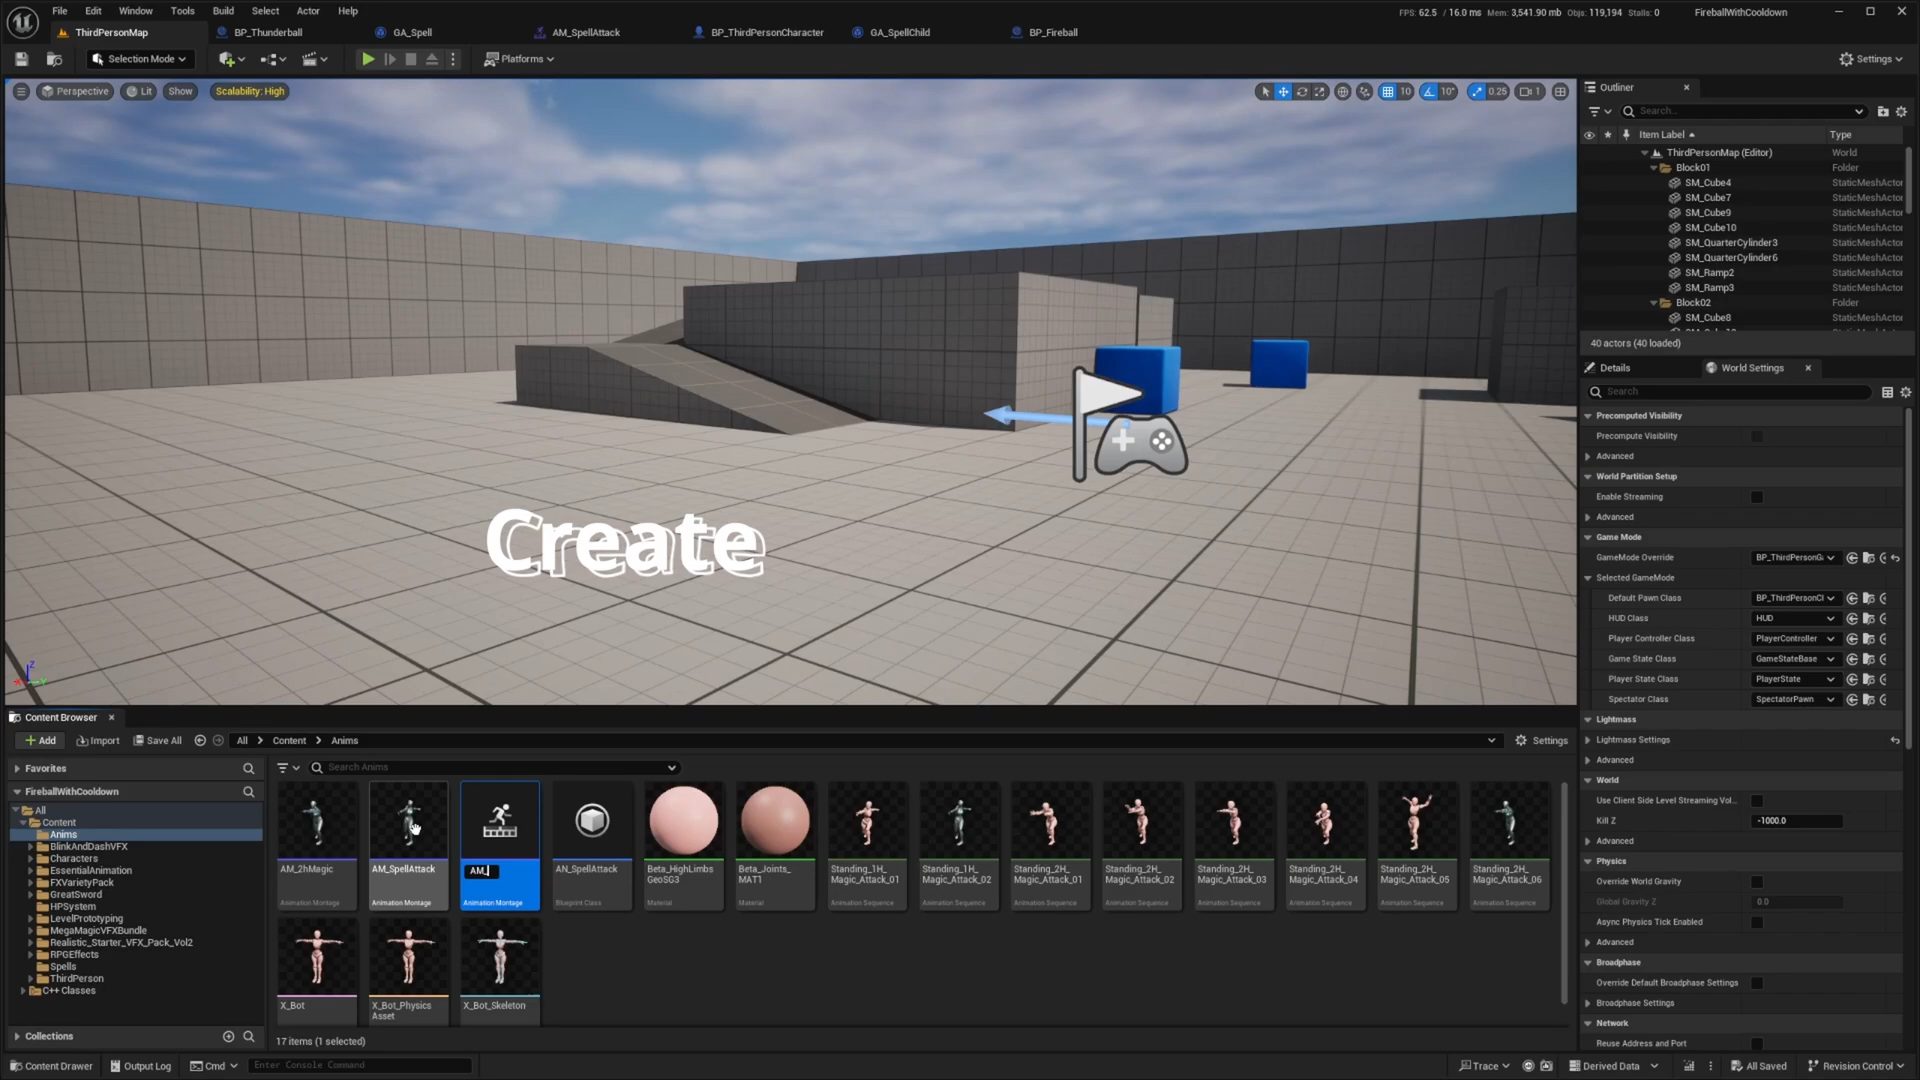 File Edit Window Tools Build Select Actor Help
FPS: 62.5 / 16.0 ms Mem: 3,541.90 mb Objs: 119,194 Stalls: 0 FireballWithCooldown
ThirdPersonMap BP_Thunderball GA_Spell AM_SpellAttack BP_ThirdPersonCharacter GA_SpellChild BP_Fireball
Selection Mode Platforms Settings
Perspective Lit Show Scalability: High 10 10° 0.25 1
Outliner
Search...
Item Label Type
ThirdPersonMap (Editor) World
Block01 Folder
SM_Cube4 StaticMeshActor
SM_Cube7 StaticMeshActor
SM_Cube9 StaticMeshActor
SM_Cube10 StaticMeshActor
SM_QuarterCylinder3 StaticMeshActor
SM_QuarterCylinder6 StaticMeshActor
SM_Ramp2 StaticMeshActor
SM_Ramp3 StaticMeshActor
Block02 Folder
SM_Cube8 StaticMeshActor
40 actors (40 loaded)
Details World Settings
Search
Precomputed Visibility
Precompute Visibility
Advanced
World Partition Setup
Enable Streaming
Advanced
Game Mode
GameMode Override BP_ThirdPersonG
Selected GameMode
Default Pawn Class BP_ThirdPersonCl
HUD Class HUD
Player Controller Class PlayerController
Game State Class GameStateBase
Player State Class PlayerState
Spectator Class SpectatorPawn
Lightmass
Lightmass Settings
Advanced
World
Use Client Side Level Streaming Vol...
Kill Z -1000.0
Advanced
Physics
Override World Gravity
Global Gravity Z 0.0
Async Physics Tick Enabled
Advanced
Broadphase
Override Default Broadphase Settings
Broadphase Settings
Network
Reuse Address and Port
Create
Z
Content Browser
Add Import Save All All Content Anims Settings
Favorites
Search Anims
FireballWithCooldown
All
Content
Anims
BlinkAndDashVFX
Characters
EssentialAnimation
FXVarietyPack
GreatSword
HPSystem
LevelPrototyping
MegaMagicVFXBundle
Realistic_Starter_VFX_Pack_Vol2
RPGEffects
Spells
ThirdPerson
C++ Classes
Collections
AM_2hMagic
Animation Montage
AM_SpellAttack
Animation Montage
AM_
Animation Montage
AN_SpellAttack
Blueprint Class
Beta_HighLimbs
GeoSG3
Material
Beta_Joints_
MAT1
Material
Standing_1H_
Magic_Attack_01
Animation Sequence
Standing_1H_
Magic_Attack_02
Animation Sequence
Standing_2H_
Magic_Attack_01
Animation Sequence
Standing_2H_
Magic_Attack_02
Animation Sequence
Standing_2H_
Magic_Attack_03
Animation Sequence
Standing_2H_
Magic_Attack_04
Animation Sequence
Standing_2H_
Magic_Attack_05
Animation Sequence
Standing_2H_
Magic_Attack_06
Animation Sequence
X_Bot
X_Bot_Physics
Asset
X_Bot_Skeleton
17 items (1 selected)
Content Drawer Output Log Cmd Enter Console Command Trace Derived Data All Saved Revision Control